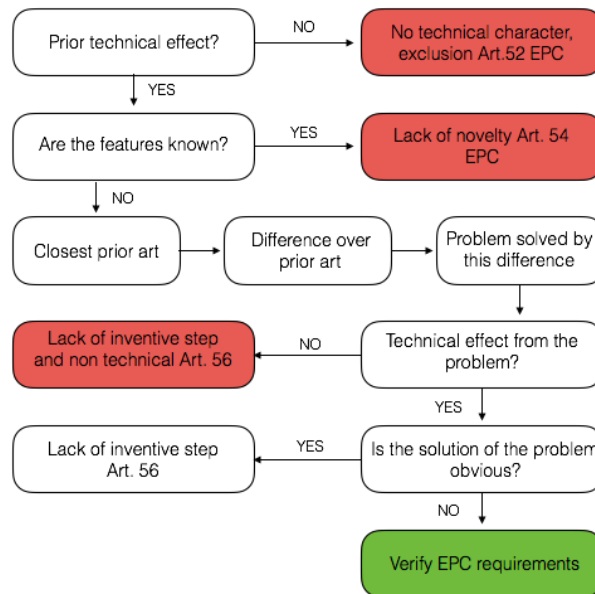 Prior technical effect?
NO
No technical character,
exclusion Art.52 EPC
YES
Are the features known?
YES
Lack of novelty Art. 54
EPC
NO
Closest prior art
Difference over
prior art
Problem solved by
this difference
Lack of inventive step
and non technical Art. 56
NO
Technical effect from the
problem?
YES
Lack of inventive step
Art. 56
YES
Is the solution of the problem
obvious?
NO
Verify EPC requirements